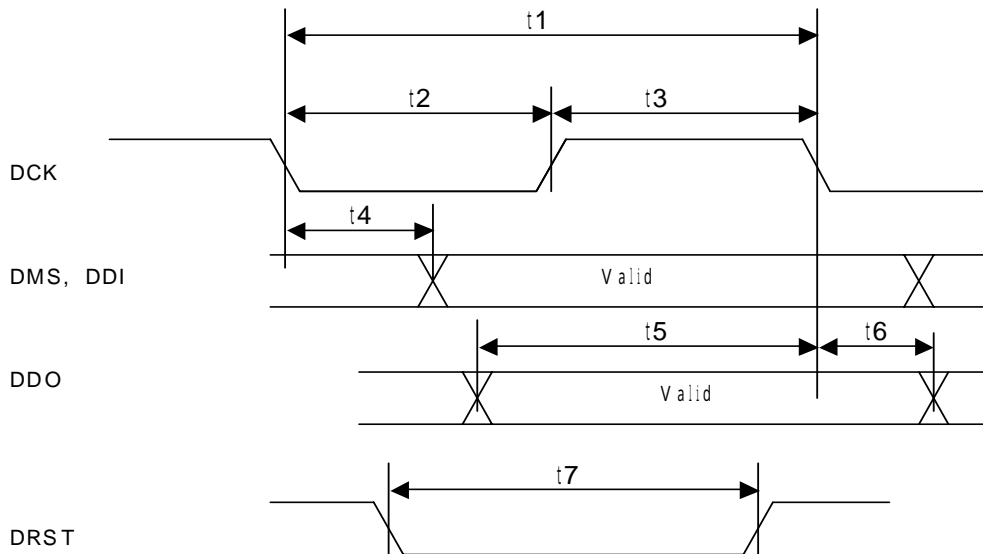 t1
t2 t3
DCK
t4
DMS, DDI Valid
t5 t6
DDO Valid
t7
DRST